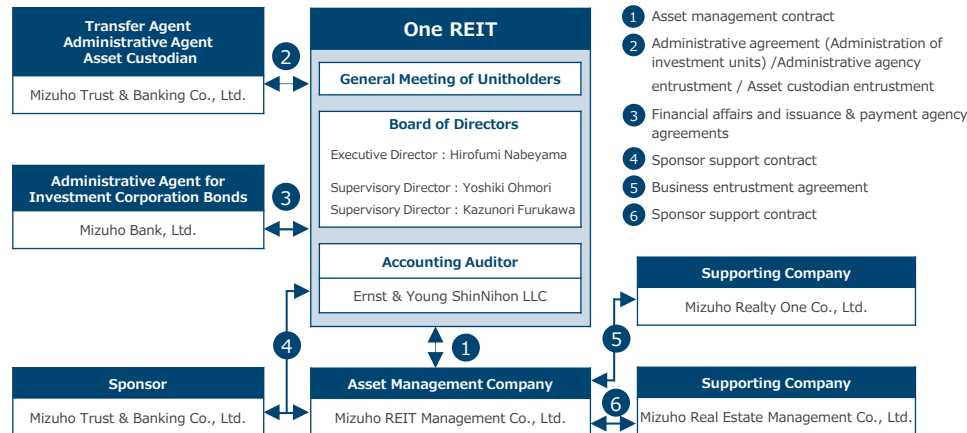 Transfer Agent
Administrative Agent
Asset Custodian
Mizuho Trust & Banking Co., Ltd.
2
Administrative Agent for
Investment Corporation Bonds
Mizuho Bank, Ltd.
3
One REIT
General Meeting of Unitholders
Board of Directors
Executive Director : Hirofumi Nabeyama
Supervisory Director : Yoshiki Ohmori
Supervisory Director : Kazunori Furukawa
Accounting Auditor
Ernst & Young ShinNihon LLC
1 Asset management contract
2 Administrative agreement (Administration of
investment units) /Administrative agency
entrustment / Asset custodian entrustment
3 Financial affairs and issuance & payment agency
agreements
4 Sponsor support contract
5 Business entrustment agreement
6 Sponsor support contract
Supporting Company
Mizuho Realty One Co., Ltd.
4
1
5
Sponsor
Mizuho Trust & Banking Co., Ltd.
Asset Management Company
Mizuho REIT Management Co., Ltd.
6
Supporting Company
Mizuho Real Estate Management Co., Ltd.